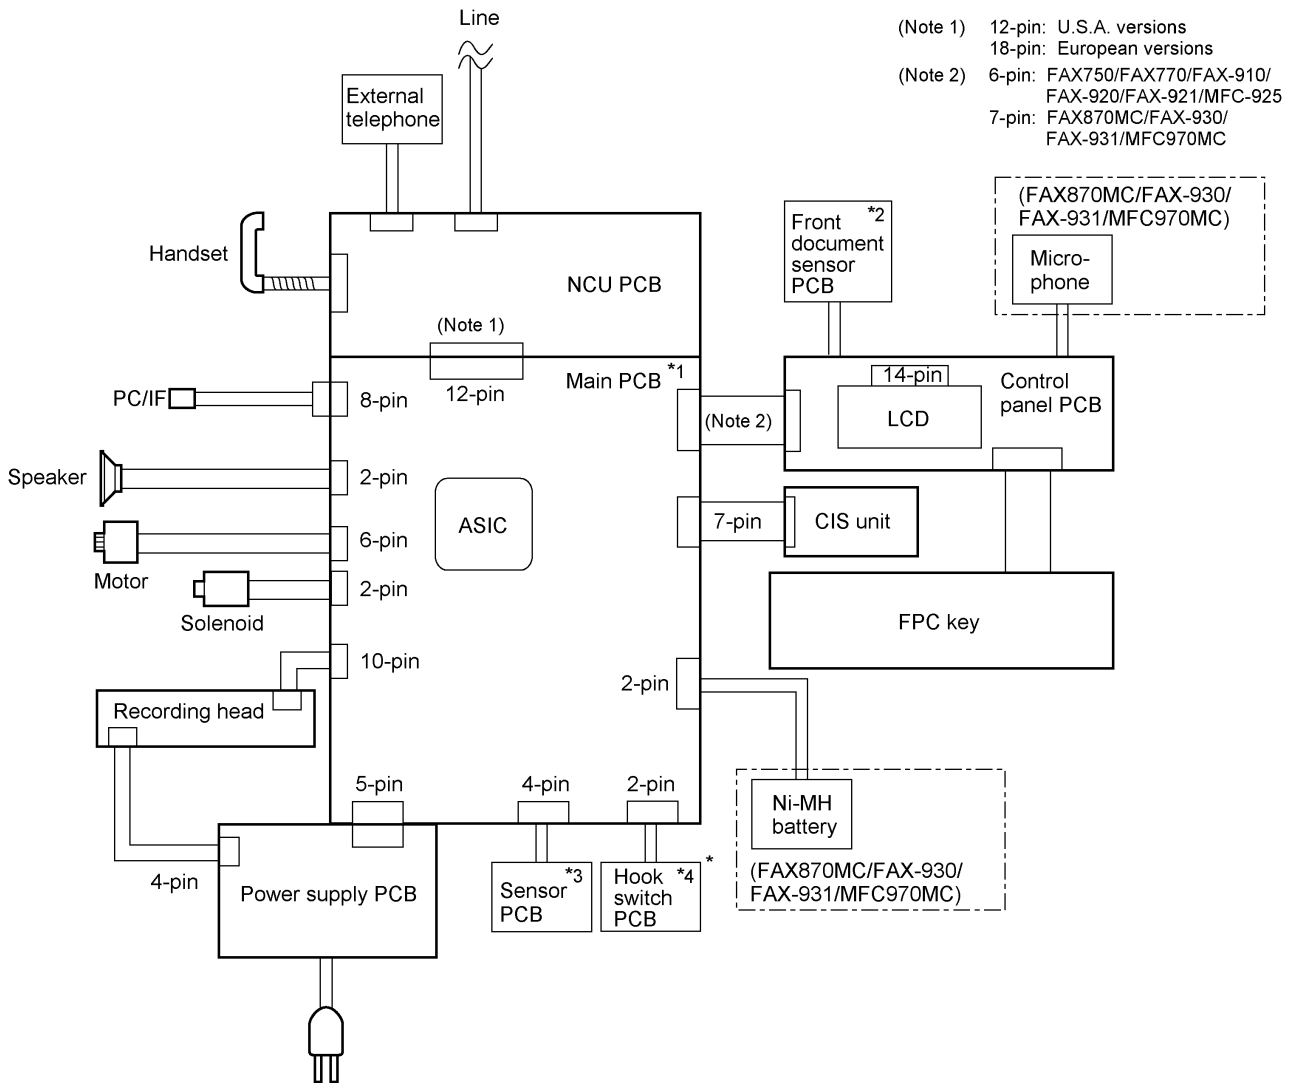 Line
(Note 1) 12-pin: U.S.A. versions
18-pin: European versions
(Note 2) 6-pin: FAX750/FAX770/FAX-910/
FAX-920/FAX-921/MFC-925
7-pin: FAX870MC/FAX-930/
FAX-931/MFC970MC
External
telephone
(FAX870MC/FAX-930/
FAX-931/MFC970MC)
Micro-
phone
Front *2
document
sensor
PCB
Handset
NCU PCB
(Note 1)
12-pin
Main PCB *1
PC/IF
8-pin
(Note 2)
14-pin
LCD
Control
panel PCB
Speaker
2-pin
ASIC
7-pin
CIS unit
6-pin
Motor
2-pin
Solenoid
FPC key
10-pin
2-pin
Recording head
5-pin
4-pin
2-pin
Ni-MH
battery
(FAX870MC/FAX-930/
FAX-931/MFC970MC)
4-pin
Power supply PCB
Sensor *3
PCB
Hook *4 *
switch
PCB